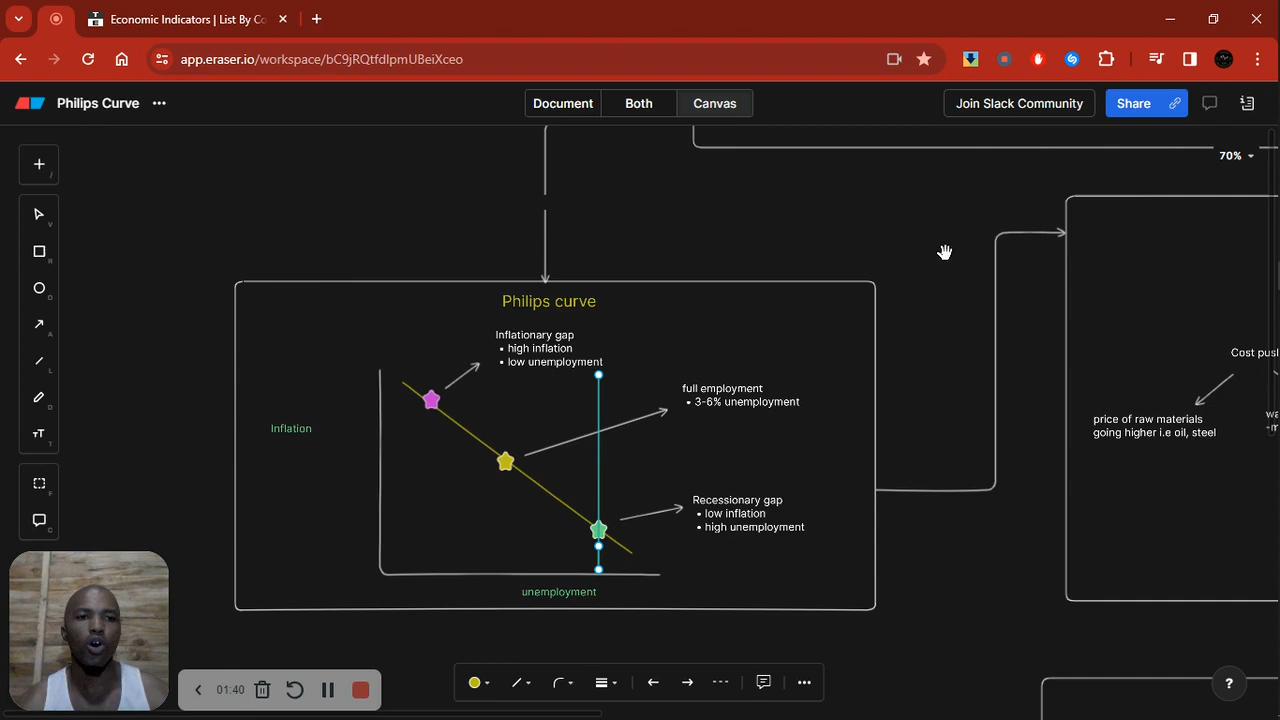 Economic Indicators | List By Co
app.eraser.io/workspace/bC9jRQtfdIpmUBeiXceo
Philips Curve
Document
Both
Canvas
Join Slack Community
Share
70%
Philips curve
Inflationary gap
• high inflation
• low unemployment
full employment
• 3-6% unemployment
Inflation
Recessionary gap
• low inflation
• high unemployment
unemployment
Cost pus
price of raw materials
going higher i.e oil, steel
01:40
?